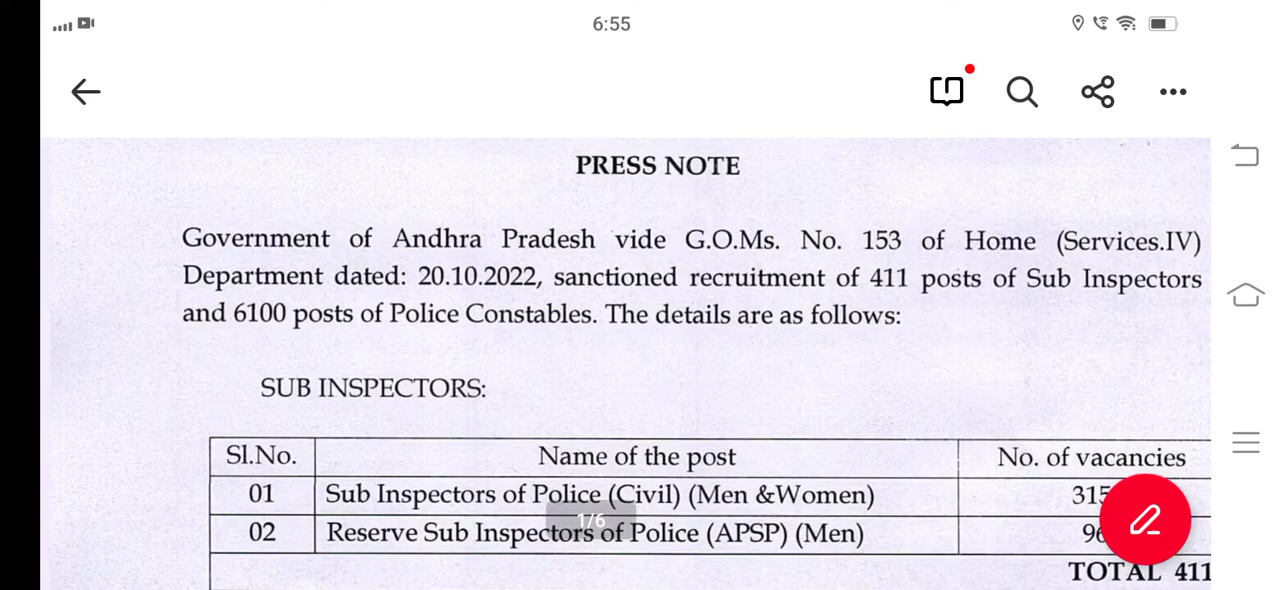 6:55
PRESS NOTE
Government of Andhra Pradesh vide G.O.Ms. No. 153 of Home (Services.IV)
Department dated: 20.10.2022, sanctioned recruitment of 411 posts of Sub Inspectors
and 6100 posts of Police Constables. The details are as follows:
SUB INSPECTORS:
Sl.No. Name of the post No. of vacancies
01 Sub Inspectors of Police (Civil) (Men &Women) 315
1/6
02 Reserve Sub Inspectors of Police (APSP) (Men) 96
TOTAL 411